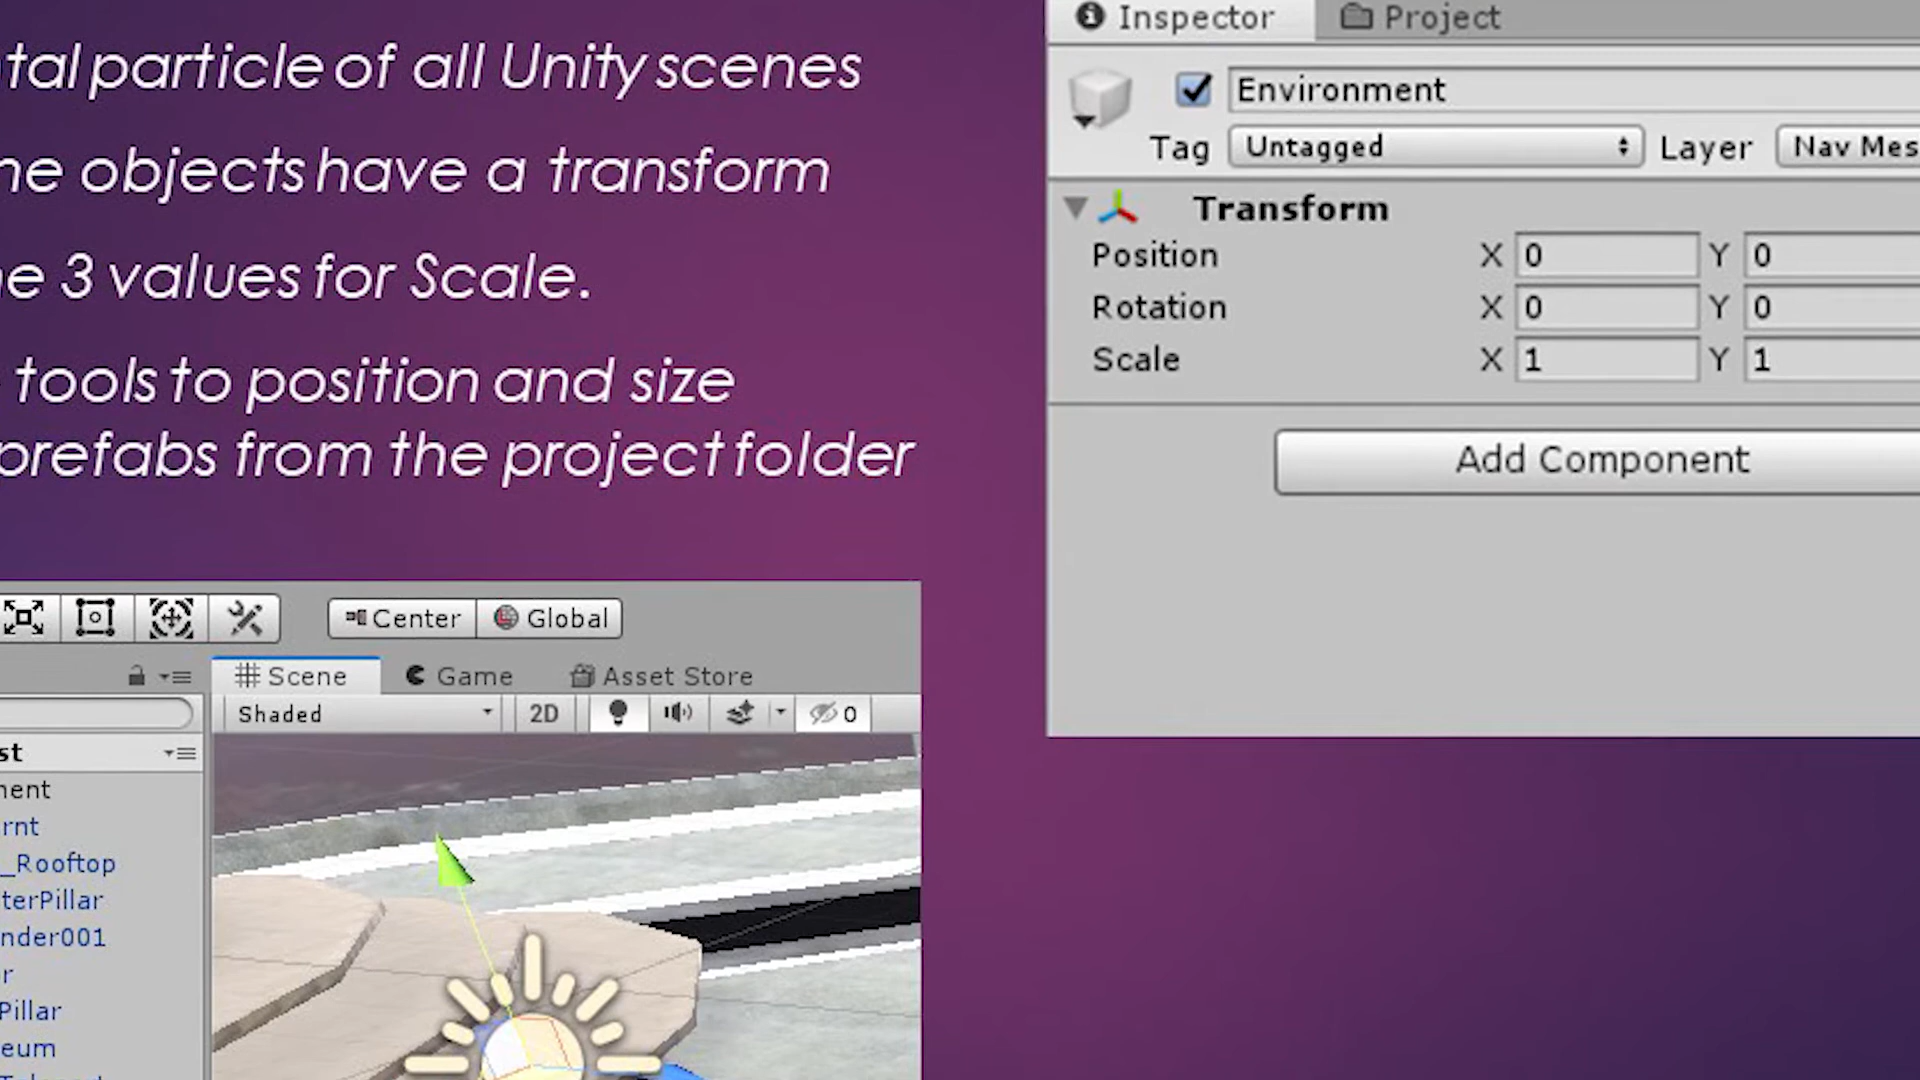 tal particle of all Unity scenes
ne objects have a transform
ne 3 values for Scale.
tools to position and size
prefabs from the project folder
Inspector Project
Environment
Tag Untagged Layer Nav Mes
Transform
Position X 0 Y 0
Rotation X 0 Y 0
Scale X 1 Y 1
Add Component
Center Global
Scene Game Asset Store
Shaded 2D 0
st
nent
rnt
_Rooftop
terPillar
nder001
r
Pillar
eum